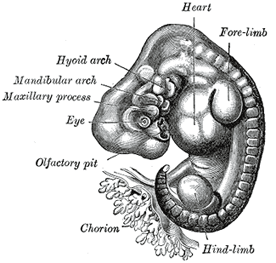 Heart
Fore-limb
Hyoid arch
Mandibular arch
Maxillary process
Eye
Olfactory pit
Chorion
Hind-limb